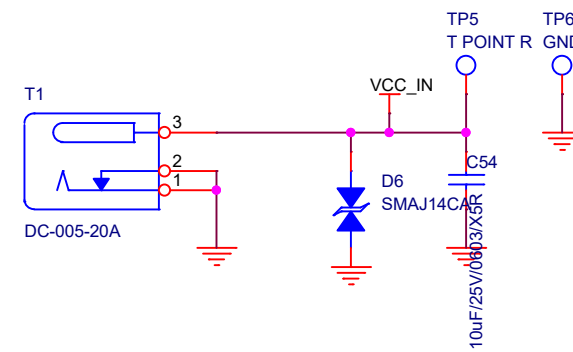 TP5
TP6
T POINT R
GND
VCC_IN
T1
3
2
1
DC-005-20A
D6
SMAJ14CA
C54
10uF/25V/0603/X5R